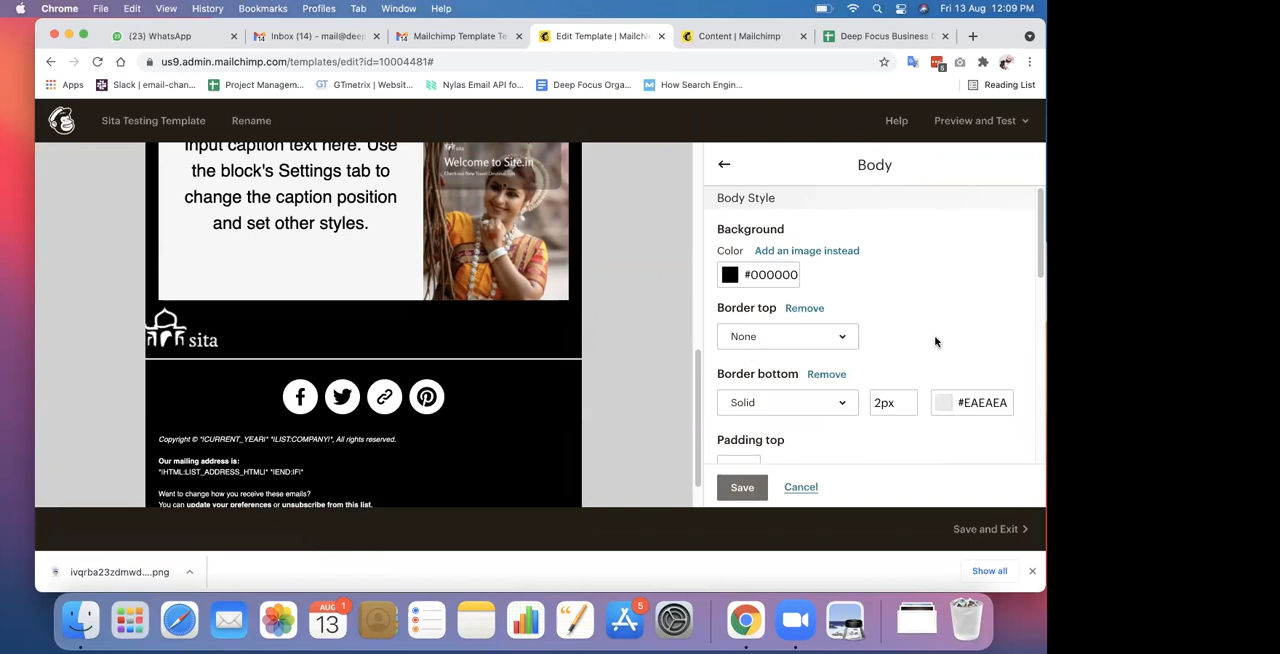 Chrome File Edit View History Bookmarks Profiles Tab Window Help Fri 13 Aug 12:09 PM
(23) WhatsApp Inbox (14) - mail@deep Mailchimp Template Te Edit Template | Mailchi Content | Mailchimp Deep Focus Business C
us9.admin.mailchimp.com/templates/edit?id=10004481#
Apps Slack | email-chan... Project Managem... GT GTmetrix | Websit... Nylas Email API fo... Deep Focus Orga... How Search Engin... Reading List
6
Sita Testing Template Rename Help Preview and Test
Input caption text here. Use
the block's Settings tab to
change the caption position
and set other styles.
sita
Welcome to Site.in
sita
Copyright © *|CURRENT_YEAR|* *|LIST:COMPANY|*, All rights reserved.
Our mailing address is:
*|HTML:LIST_ADDRESS_HTML|* *|END:IF|*
Want to change how you receive these emails?
You can update your preferences or unsubscribe from this list.
Body
Body Style
Background
Color Add an image instead
#000000
Border top Remove
None
Border bottom Remove
Solid 2px #EAEAEA
Padding top
Save Cancel
Save and Exit
ivqrba23zdmwd....png Show all
AUG 1
13
5